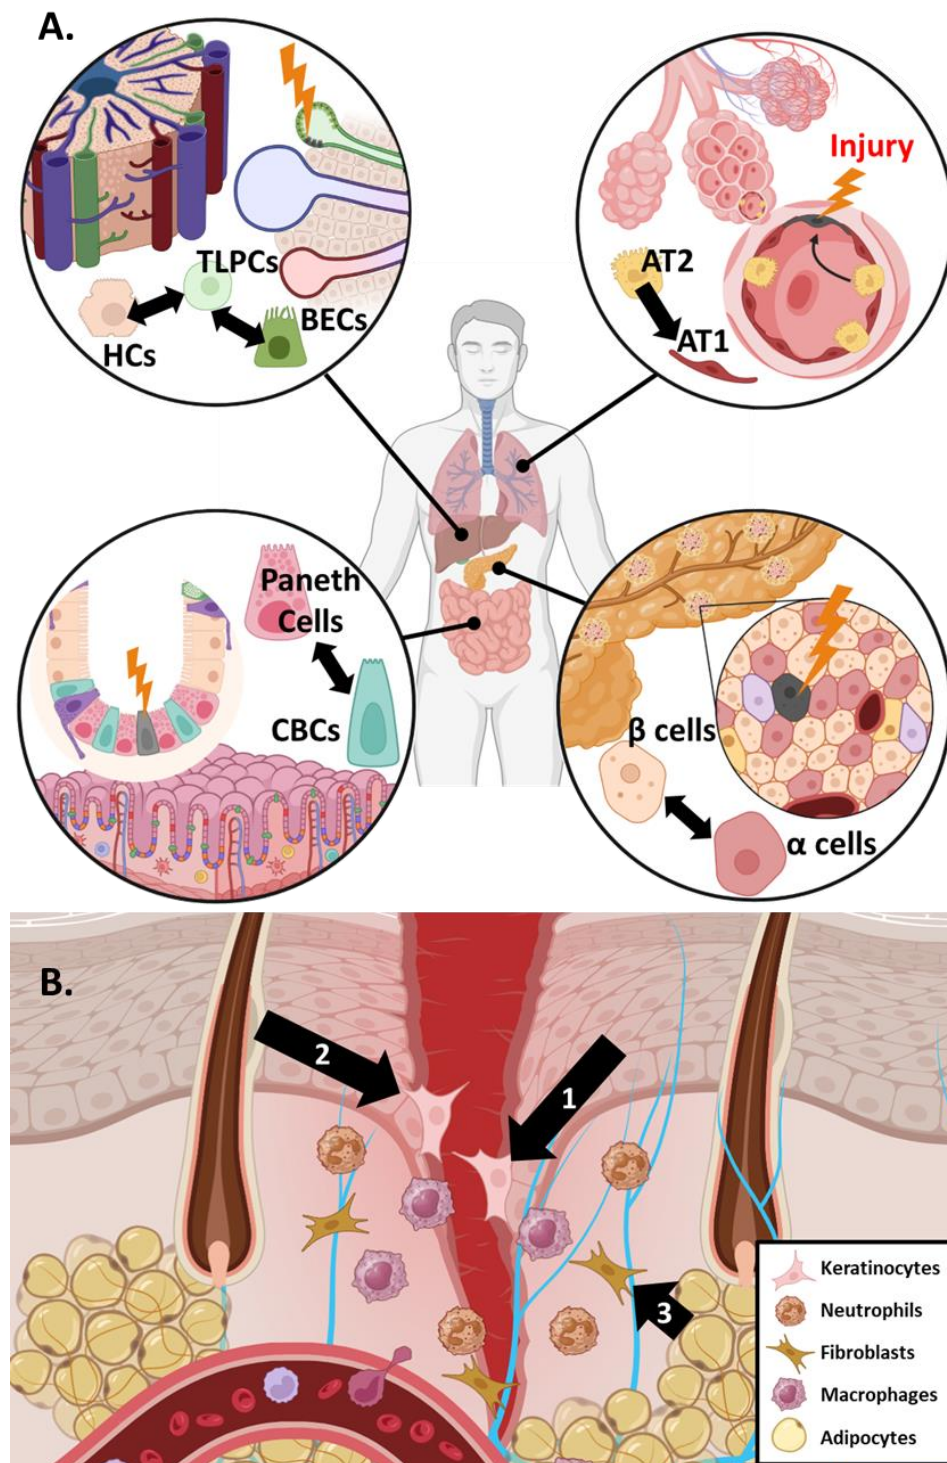 A.
Injury
TLPCs
AT2
BECs
HCs
AT1
Paneth
Cells
CBCs
β cells
α cells
B.
2
1
3
Keratinocytes
Neutrophils
Fibroblasts
Macrophages
Adipocytes